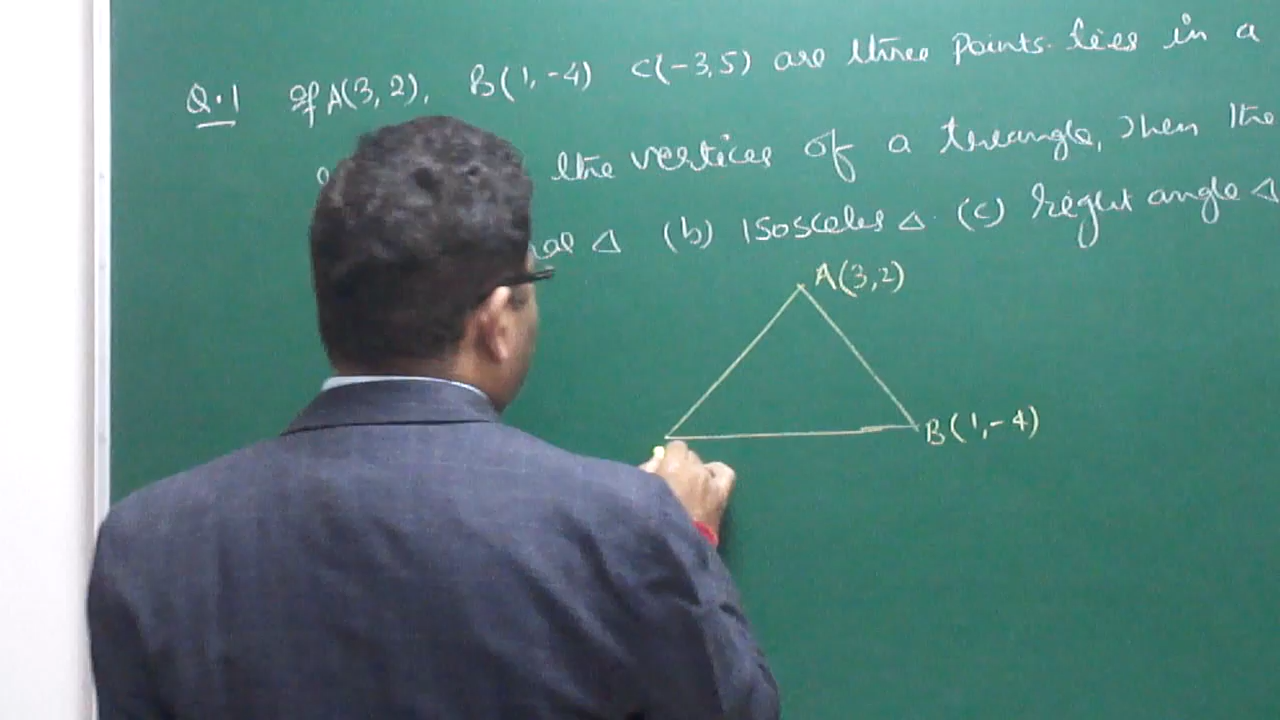 Q.1 If A(3,2), B(1,-4) C(-3,5) are three points. lies in a
the vertices of a triangle, then the
Δ (b) Isosceles Δ. (c) Right angle Δ
A(3,2)
B(1,-4)